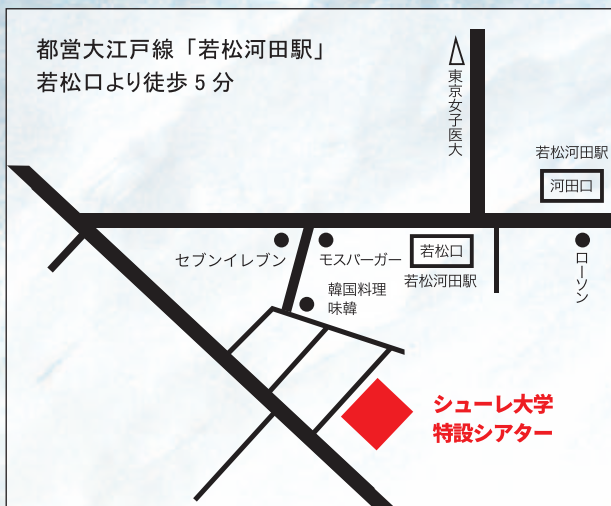 都営大江戸線「若松河田駅」
若松口より徒歩5分
東京女子医大
若松河田駅
河田口
セブンイレブン
モスバーガー
若松口
若松河田駅
ローソン
韓国料理
味韓
シューレ大学
特設シアター